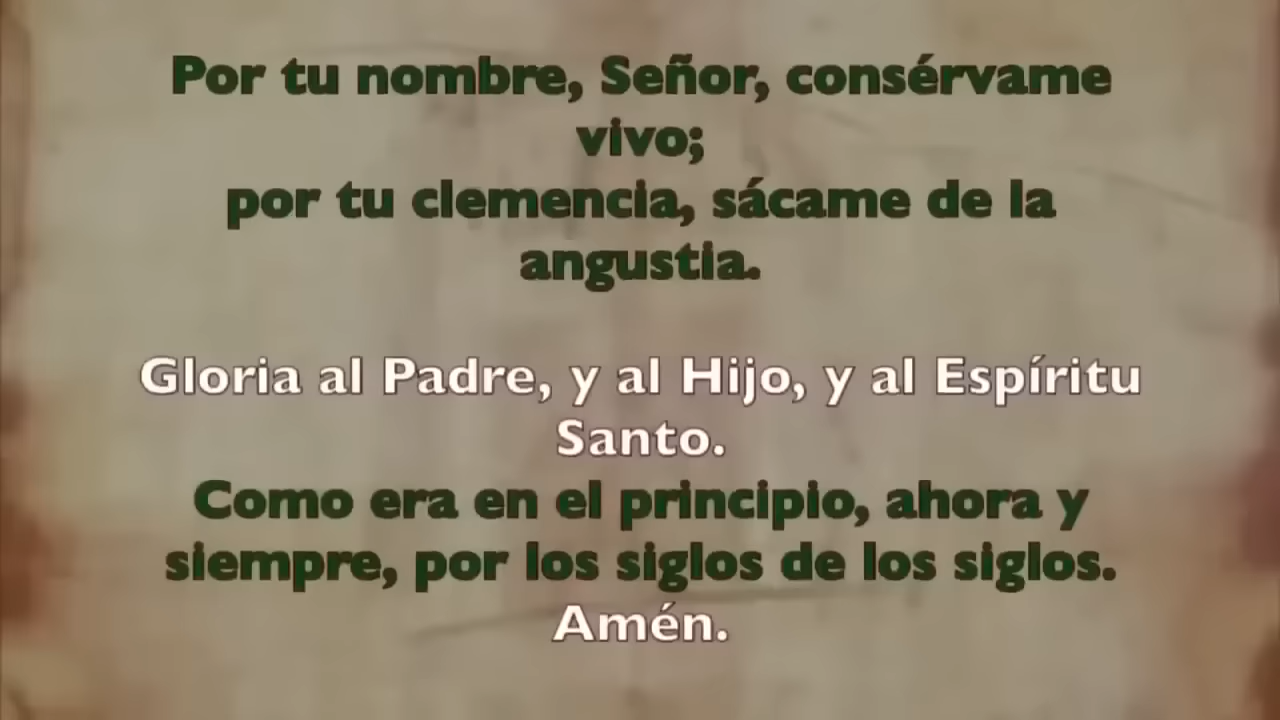 Por tu nombre, Señor, consérvame
vivo;
por tu clemencia, sácame de la
angustia.
Gloria al Padre, y al Hijo, y al Espíritu
Santo.
Como era en el principio, ahora y
siempre, por los siglos de los siglos.
Amén.